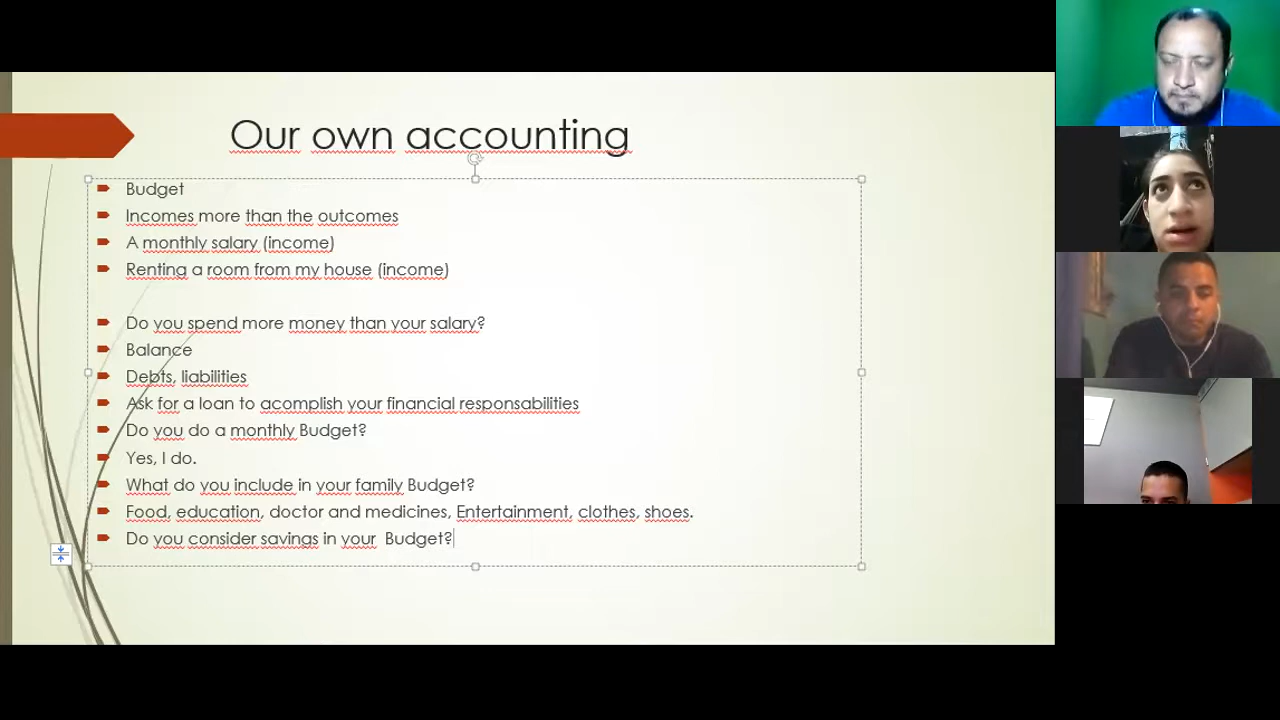 Our own accounting
Budget
Incomes more than the outcomes
A monthly salary (income)
Renting a room from my house (income)
Do you spend more money than your salary?
Balance
Debts, liabilities
Ask for a loan to acomplish your financial responsabilities
Do you do a monthly Budget?
Yes, I do.
What do you include in your family Budget?
Food, education, doctor and medicines, Entertainment, clothes, shoes.
Do you consider savings in your  Budget?